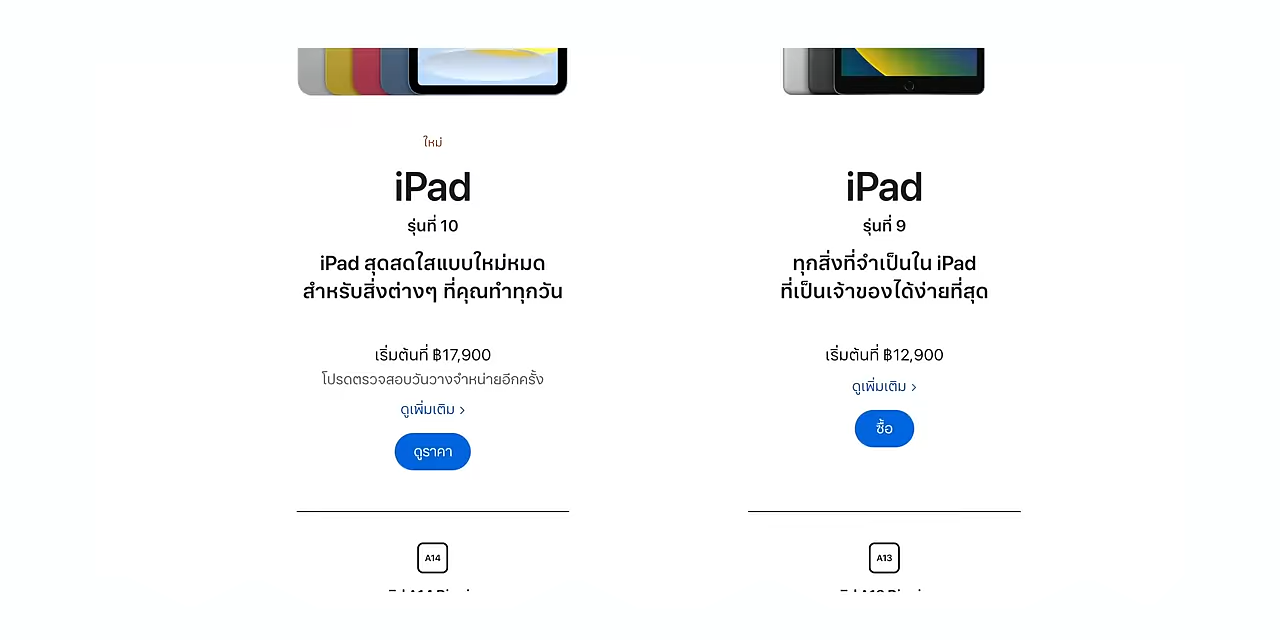 ใหม่
iPad
รุ่นที่ 10
iPad สุดสดใสแบบใหม่หมด
สำหรับสิ่งต่างๆ ที่คุณทำทุกวัน
เริ่มต้นที่ ฿17,900
โปรดตรวจสอบวันวางจำหน่ายอีกครั้ง
ดูเพิ่มเติม >
ดูราคา
A14
iPad
รุ่นที่ 9
ทุกสิ่งที่จำเป็นใน iPad
ที่เป็นเจ้าของได้ง่ายที่สุด
เริ่มต้นที่ ฿12,900
ดูเพิ่มเติม >
ซื้อ
A13